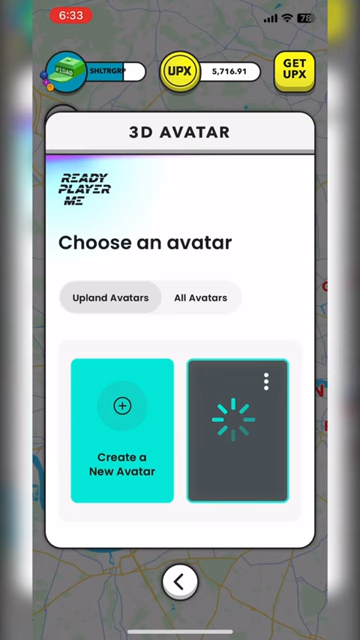 6:33
78
SHLTRGRP
UPX
5,716.91
GET
UPX
3D AVATAR
READY
PLAYER
ME
Choose an avatar
Upland Avatars
All Avatars
Create a
New Avatar